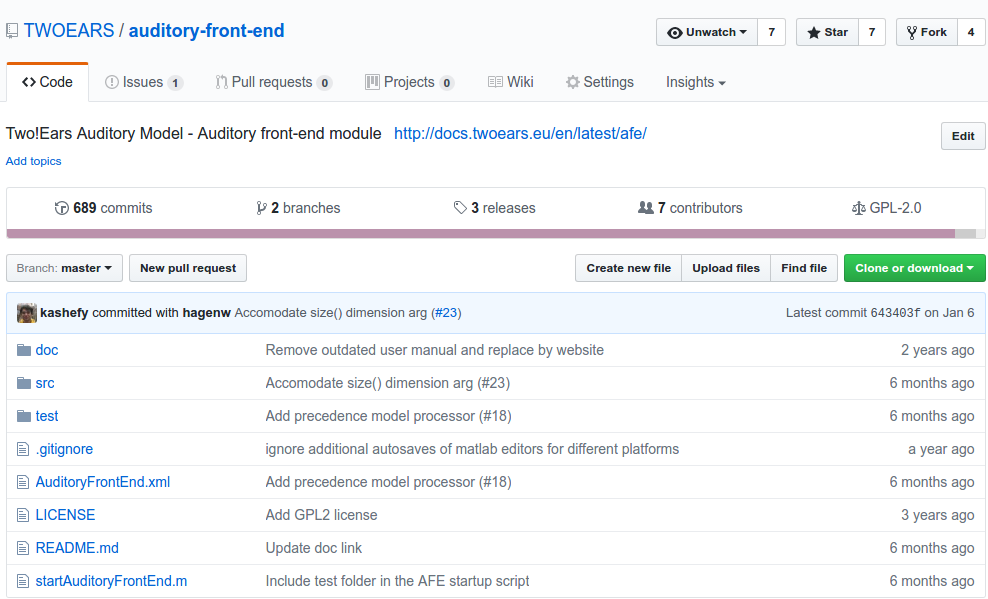 TWOEARS / auditory-front-end Unwatch 7 Star 7 Fork 4
Code Issues 1 Pull requests 0 Projects 0 Wiki Settings Insights
Two!Ears Auditory Model - Auditory front-end module http://docs.twoears.eu/en/latest/afe/ Edit
Add topics
689 commits 2 branches 3 releases 7 contributors GPL-2.0
Branch: master New pull request Create new file Upload files Find file Clone or download
kashefy committed with hagenw Accomodate size() dimension arg (#23) Latest commit 643403f on Jan 6
doc Remove outdated user manual and replace by website 2 years ago
src Accomodate size() dimension arg (#23) 6 months ago
test Add precedence model processor (#18) 6 months ago
.gitignore ignore additional autosaves of matlab editors for different platforms a year ago
AuditoryFrontEnd.xml Add precedence model processor (#18) 6 months ago
LICENSE Add GPL2 license 3 years ago
README.md Update doc link 6 months ago
startAuditoryFrontEnd.m Include test folder in the AFE startup script 6 months ago